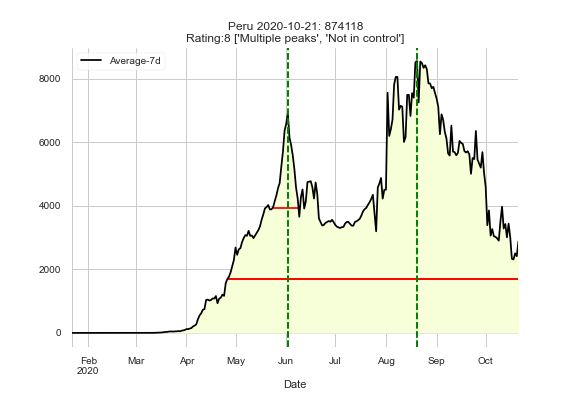 Peru 2020-10-21: 874118
Rating:8 ['Multiple peaks', 'Not in control']
Average-7d
8000
6000
4000
2000
0
Feb Mar Apr May Jun Jul Aug Sep Oct
2020
Date